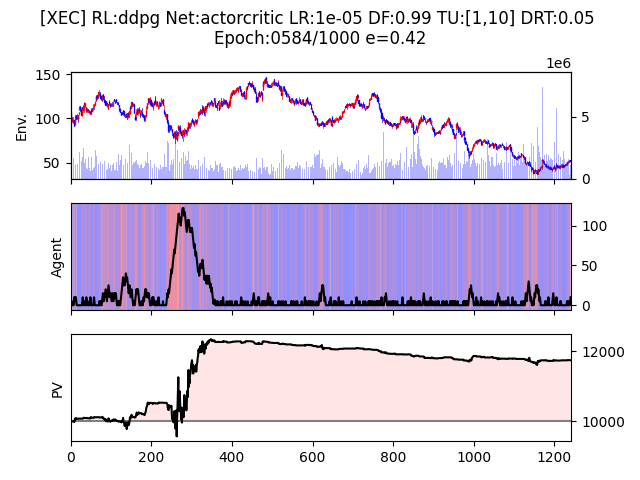 [XEC] RL:ddpg Net:actorcritic LR:1e-05 DF:0.99 TU:[1,10] DRT:0.05
Epoch:0584/1000 e=0.42
1e6
150
100
50
Env.
5
0
Agent
100
50
0
PV
12000
10000
0
200
400
600
800
1000
1200